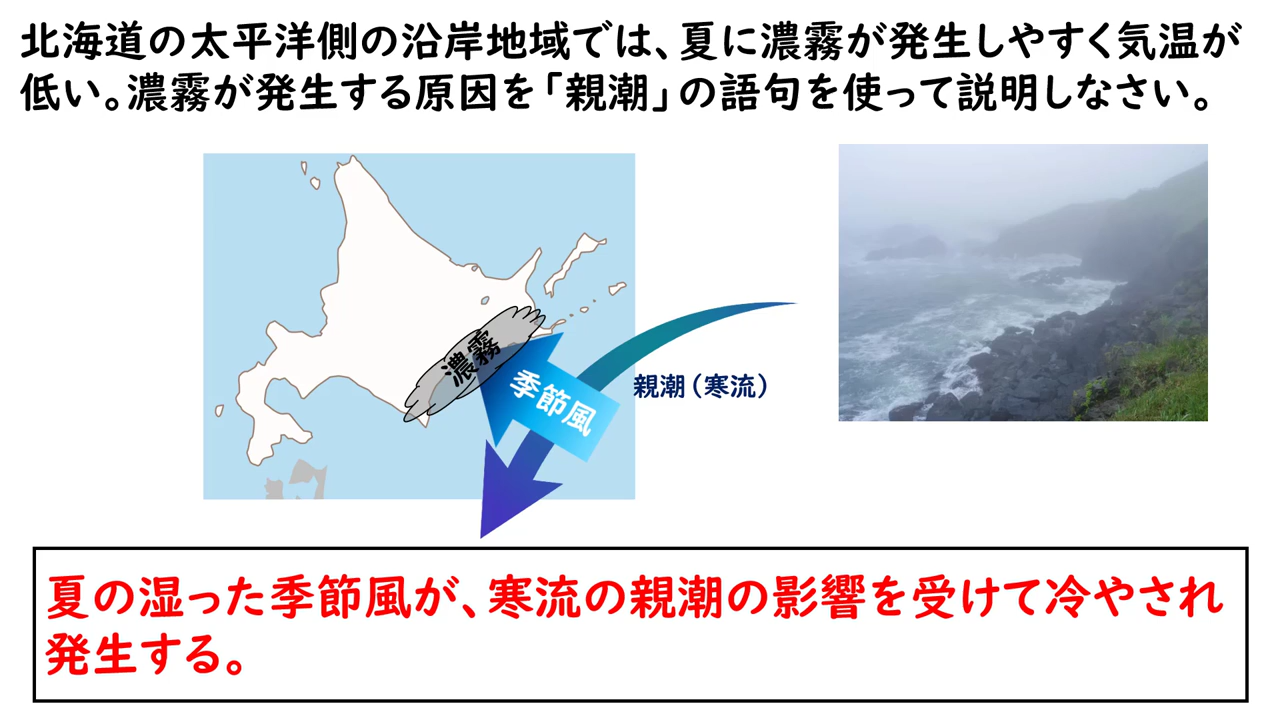 北海道の太平洋側の沿岸地域では、夏に濃霧が発生しやすく気温が
低い。濃霧が発生する原因を「親潮」の語句を使って説明しなさい。
濃霧
季節風
親潮（寒流）
夏の湿った季節風が、寒流の親潮の影響を受けて冷やされ
発生する。